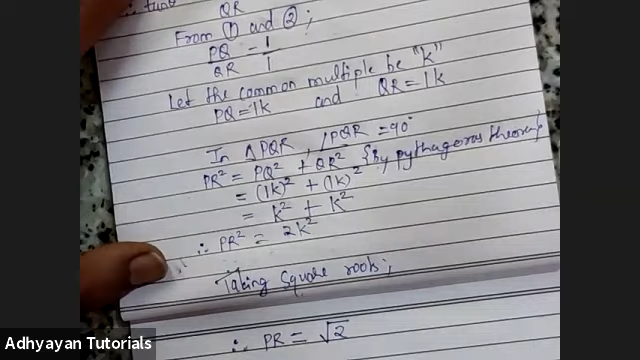 ∴ tanθ
QR
From ① and ②;
PQ/QR = 1/1
Let the common multiple be "K"
PQ=1k and QR=1k
In △PQR, ∠PQR =90°
PR² = PQ² + QR² {By pythagoras theorem}
= (1k)² + (1k)²
= K² + K²
∴ PR² = 2K²
Taking square roots;
∴ PR = √2
Adhyayan Tutorials